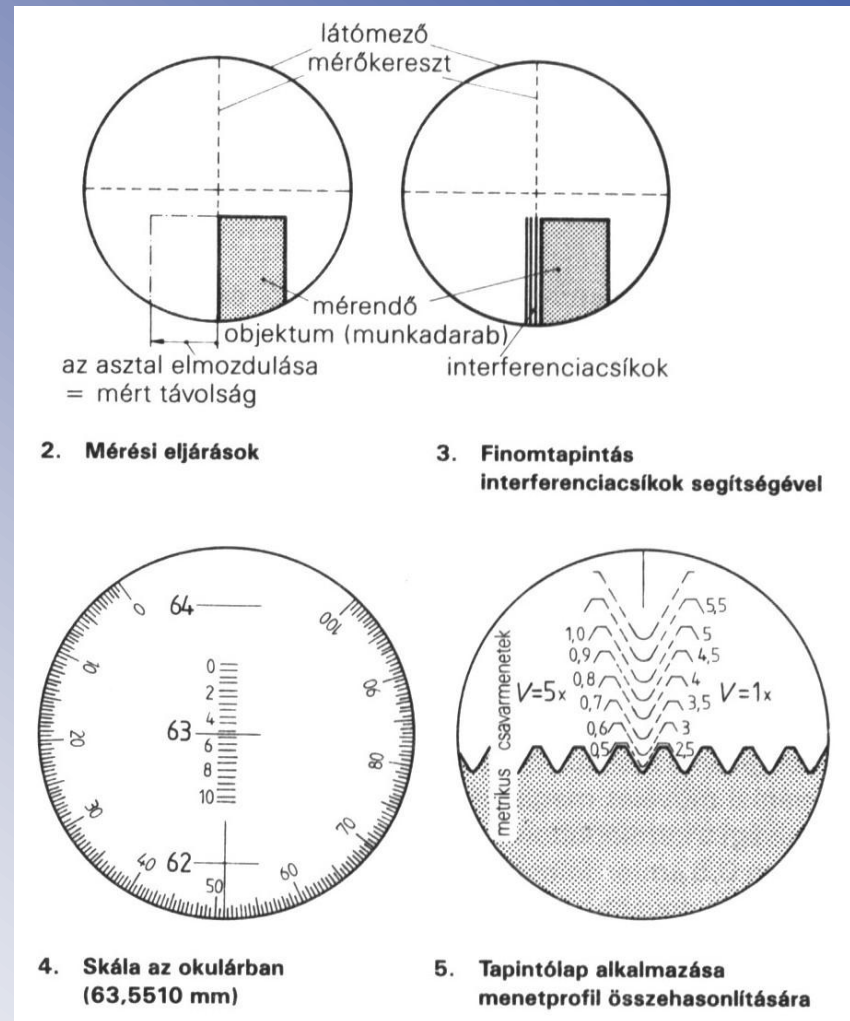 látómező
mérőkereszt
mérendő
objektum (munkadarab)
az asztal elmozdulása
= mért távolság
interferenciacsíkok
2. Mérési eljárások
3. Finomtapintás
interferenciacsíkok segítségével
64
63
62
0
2
4
6
8
10
0
10
20
30
40
50
60
70
80
90
100
4. Skála az okulárban
(63,5510 mm)
metrikus csavarmenetek
V=5x
V=1x
1,0
0,9
0,8
0,7
0,6
0,5
5,5
5
4,5
4
3,5
3
2,5
5. Tapintólap alkalmazása
menetprofil összehasonlítására